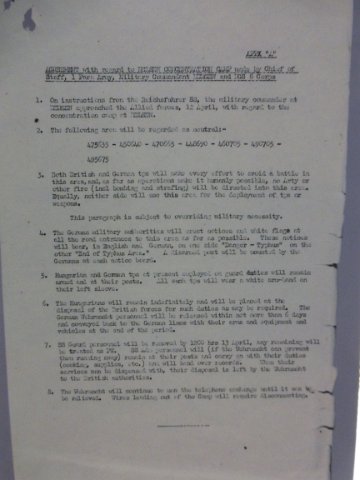 ANNEX "A"
AGREEMENT with regard to BELSEN CONCENTRATION CAMP made by Chief of
Staff, 1 Para Army, Military Commandant BELSEN and BGS 8 Corps
1. On instructions from the Reichsfuhrer SS, the military commander at
BELSEN approached the Allied forces, 12 April, with regard to the
concentration camp at BELSEN.
2. The following area will be regarded as neutral:-
490705 -
495675
3. Both British and German tps will make every effort to avoid a battle in
this area, and, as far as operations make it humanly possible, no Arty or
other fire (incl bombing and strafing) will be directed into this area.
Equally, neither side will use this area for the deployment of tps or
weapons.
This paragraph is subject to overriding military necessity.
4. The German military authorities will erect notices and white flags at
all the road entrances to this area as far as possible. These notices
will bear, in English and German, on one side "Danger - Typhus" on the
other "End of Typhus Area." A disarmed post will be mounted by the
Germans at each notice board.
5. Hungarian and German tps at present employed on guard duties will remain
armed and at their posts. All such tps will wear a white arm-band on
their left sleeve.
6. The Hungarians will remain indefinitely and will be placed at the
disposal of the British forces for such duties as may be required. The
German Wehrmacht personnel will be released within not more than 6 days
and conveyed back to the German lines with their arms and equipment and
vehicles at the end of the period.
7. SS Guard personnel will be removed by 1200 hrs 13 April, any remaining will
be treated as PW. SS Adm personnel will (if the Wehrmacht can prevent
them running away) remain at their posts and carry on with their duties
(cooking, supplies, etc.) and will hand over records. When their
services can be dispensed with, their disposal is left by the Wehrmacht
to the British authorities.
8. The Wehrmacht will continue to man the telephone exchange until it can be
relieved. Wires leading out of the Camp will require disconnecting.